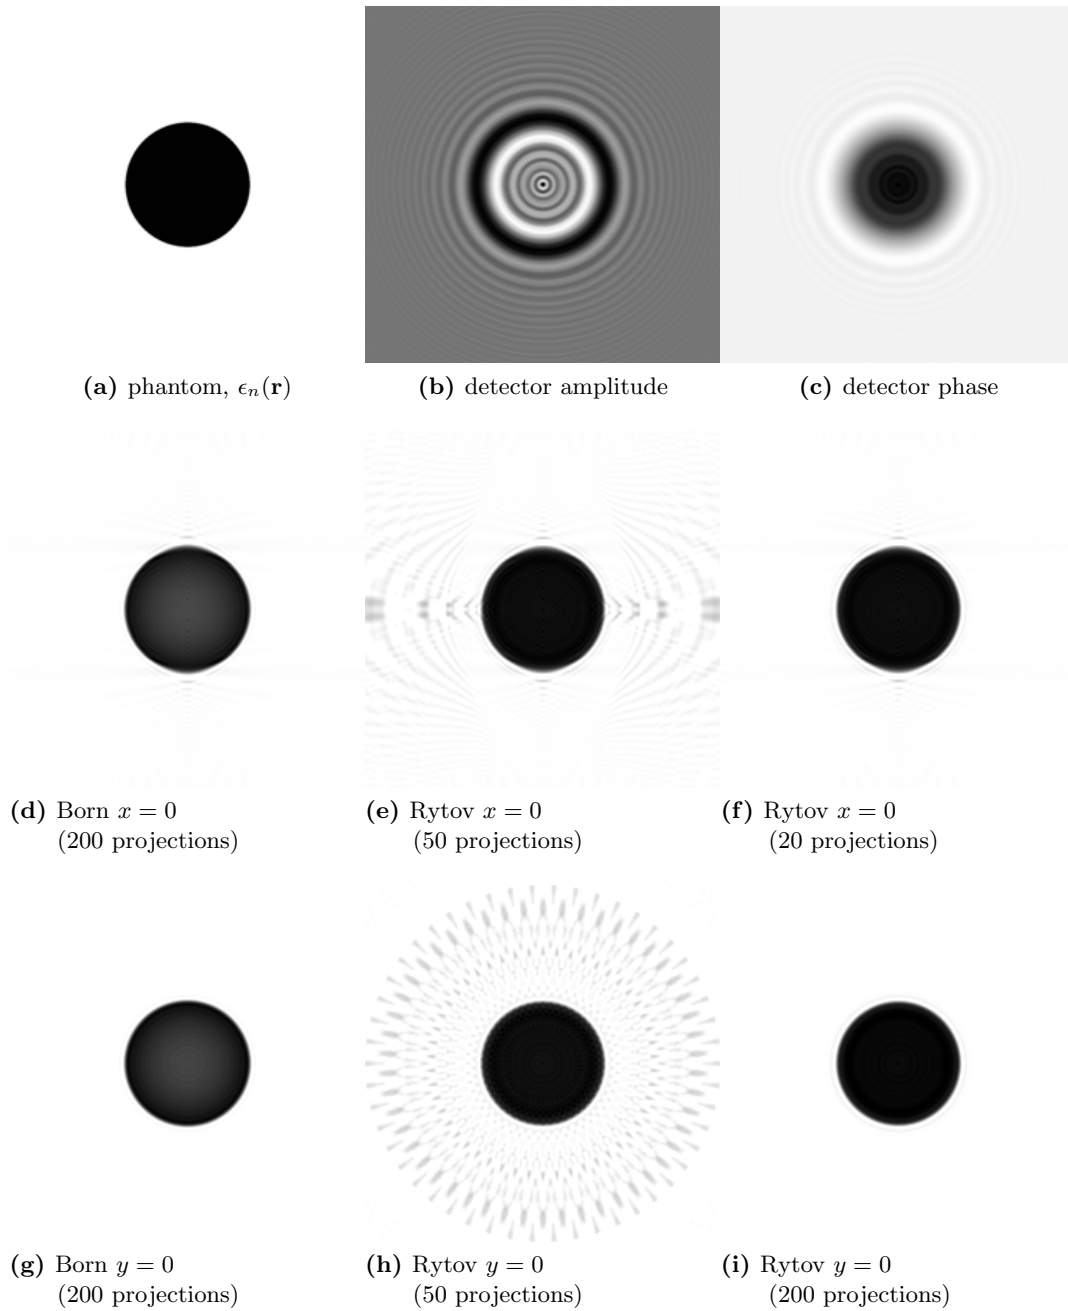 (a) phantom, ϵₙ(r)
(b) detector amplitude
(c) detector phase
(d) Born x = 0
(200 projections)
(e) Rytov x = 0
(50 projections)
(f) Rytov x = 0
(20 projections)
(g) Born y = 0
(200 projections)
(h) Rytov y = 0
(50 projections)
(i) Rytov y = 0
(200 projections)